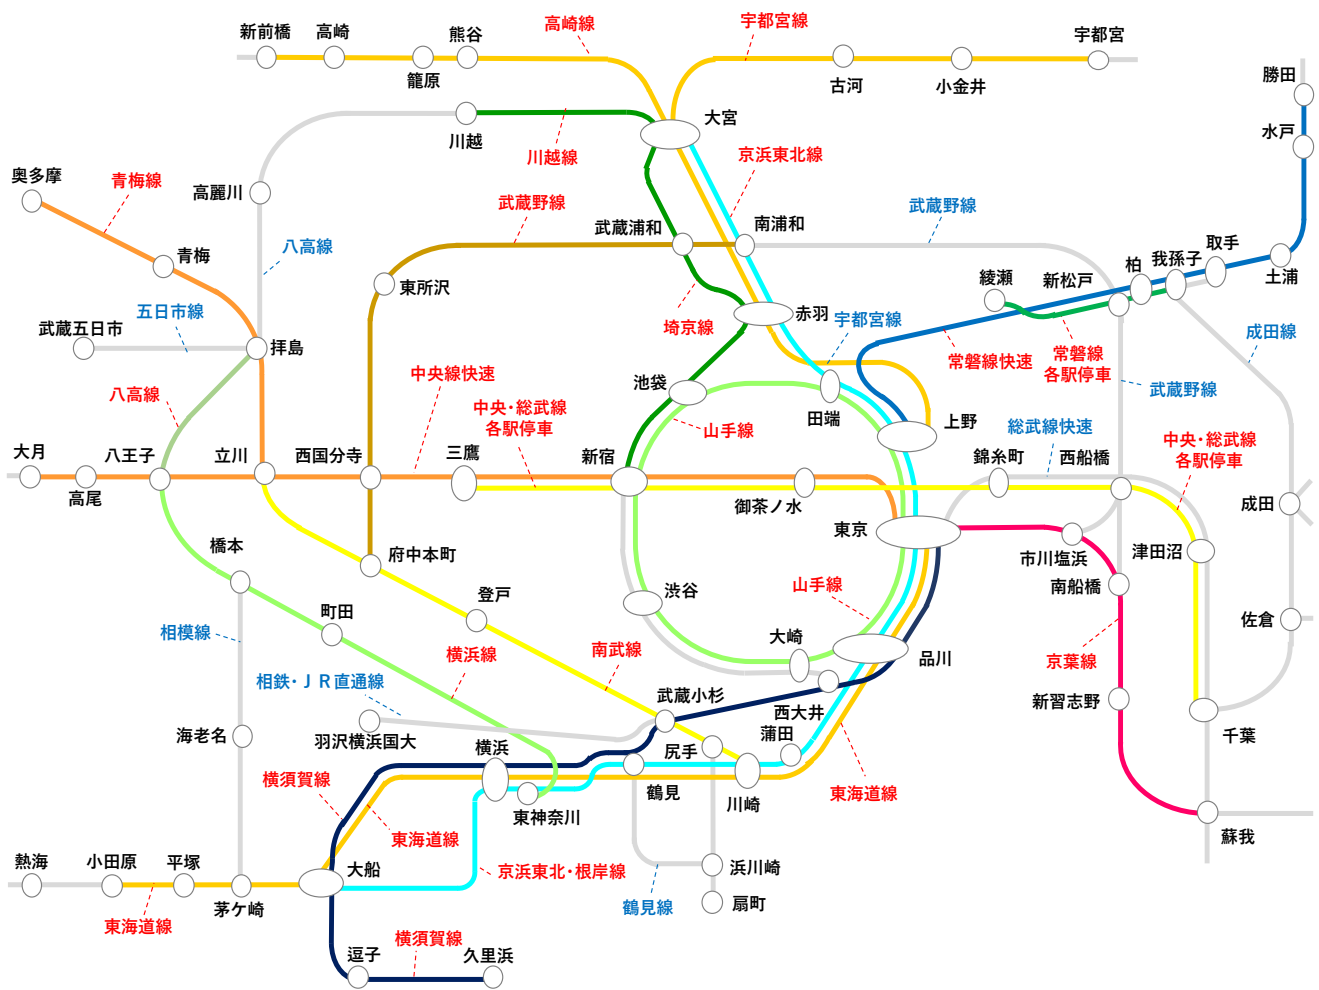 高崎線
宇都宮線
新前橋
高崎
熊谷
籠原
宇都宮
古河
小金井
勝田
大宮
水戸
川越
川越線
京浜東北線
奥多摩
青梅線
高麗川
武蔵野線
武蔵野線
武蔵浦和
南浦和
八高線
青梅
東所沢
取手
我孫子
柏
土浦
新松戸
綾瀬
五日市線
武蔵五日市
拝島
埼京線
赤羽
宇都宮線
常磐線快速
常磐線
各駅停車
成田線
武蔵野線
中央線快速
池袋
八高線
中央・総武線
各駅停車
田端
山手線
上野
総武線快速
中央・総武線
各駅停車
大月
高尾
八王子
立川
西国分寺
三鷹
新宿
錦糸町
西船橋
御茶ノ水
成田
東京
橋本
府中本町
市川塩浜
津田沼
南船橋
町田
登戸
渋谷
山手線
佐倉
相模線
横浜線
南武線
大崎
品川
京葉線
相鉄・ＪＲ直通線
武蔵小杉
西大井
新習志野
海老名
羽沢横浜国大
横浜
尻手
蒲田
千葉
横須賀線
鶴見
川崎
東海道線
東神奈川
東海道線
蘇我
熱海
小田原
平塚
大船
京浜東北・根岸線
浜川崎
茅ケ崎
鶴見線
扇町
東海道線
横須賀線
逗子
久里浜